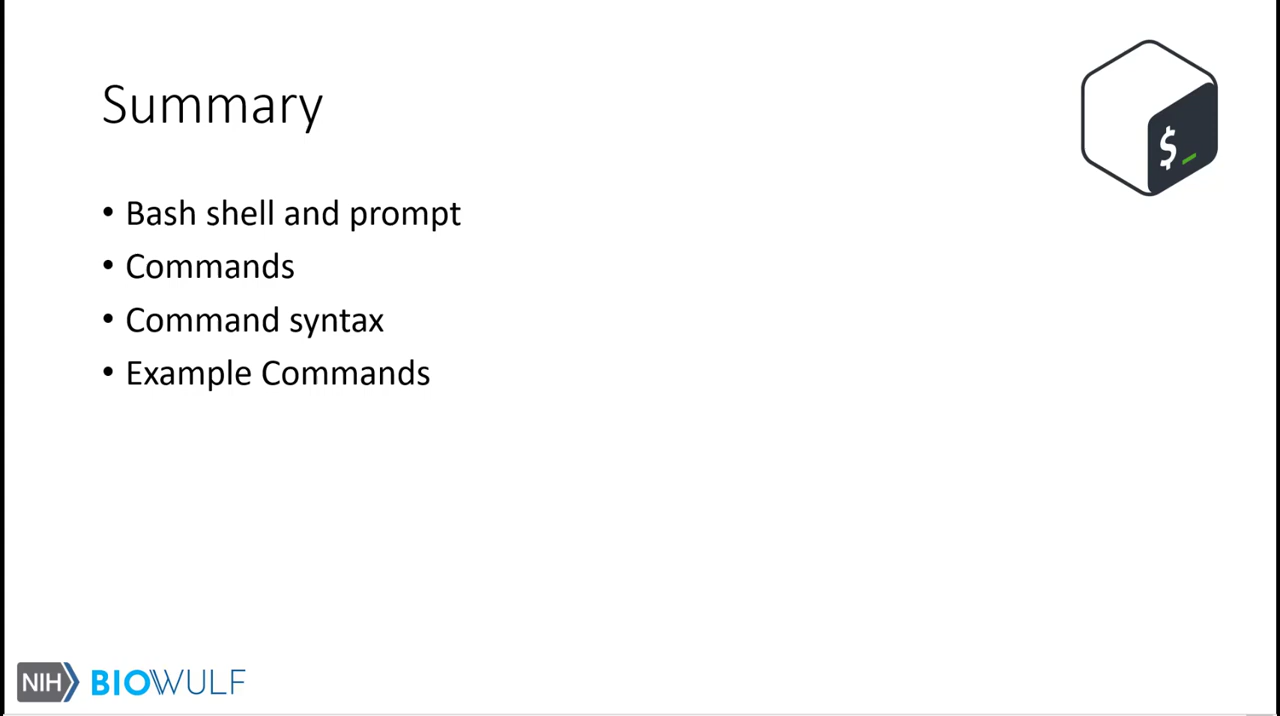 Summary
$_
• Bash shell and prompt
• Commands
• Command syntax
• Example Commands
NIH BIOWULF